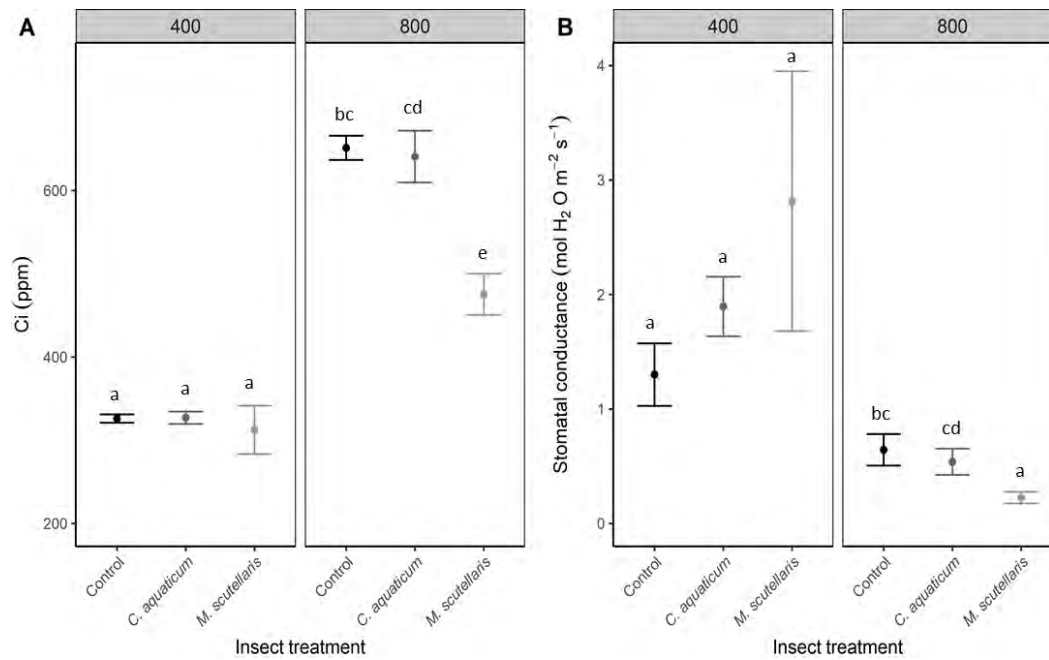 A
400
800
B
400
800
Ci (ppm)
600
400
200
a
a
a
bc
cd
e
Control
C. aquaticum
M. scutellaris
Control
C. aquaticum
M. scutellaris
Insect treatment
Stomatal conductance (mol H₂ O m⁻² s⁻¹)
4
3
2
1
0
a
a
a
bc
cd
a
Control
C. aquaticum
M. scutellaris
Control
C. aquaticum
M. scutellaris
Insect treatment